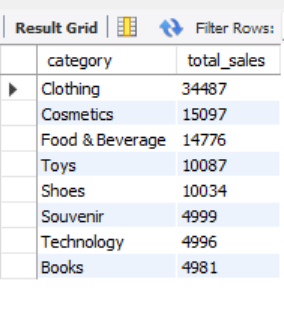 Result Grid Filter Rows:
category total_sales
Clothing 34487
Cosmetics 15097
Food & Beverage 14776
Toys 10087
Shoes 10034
Souvenir 4999
Technology 4996
Books 4981